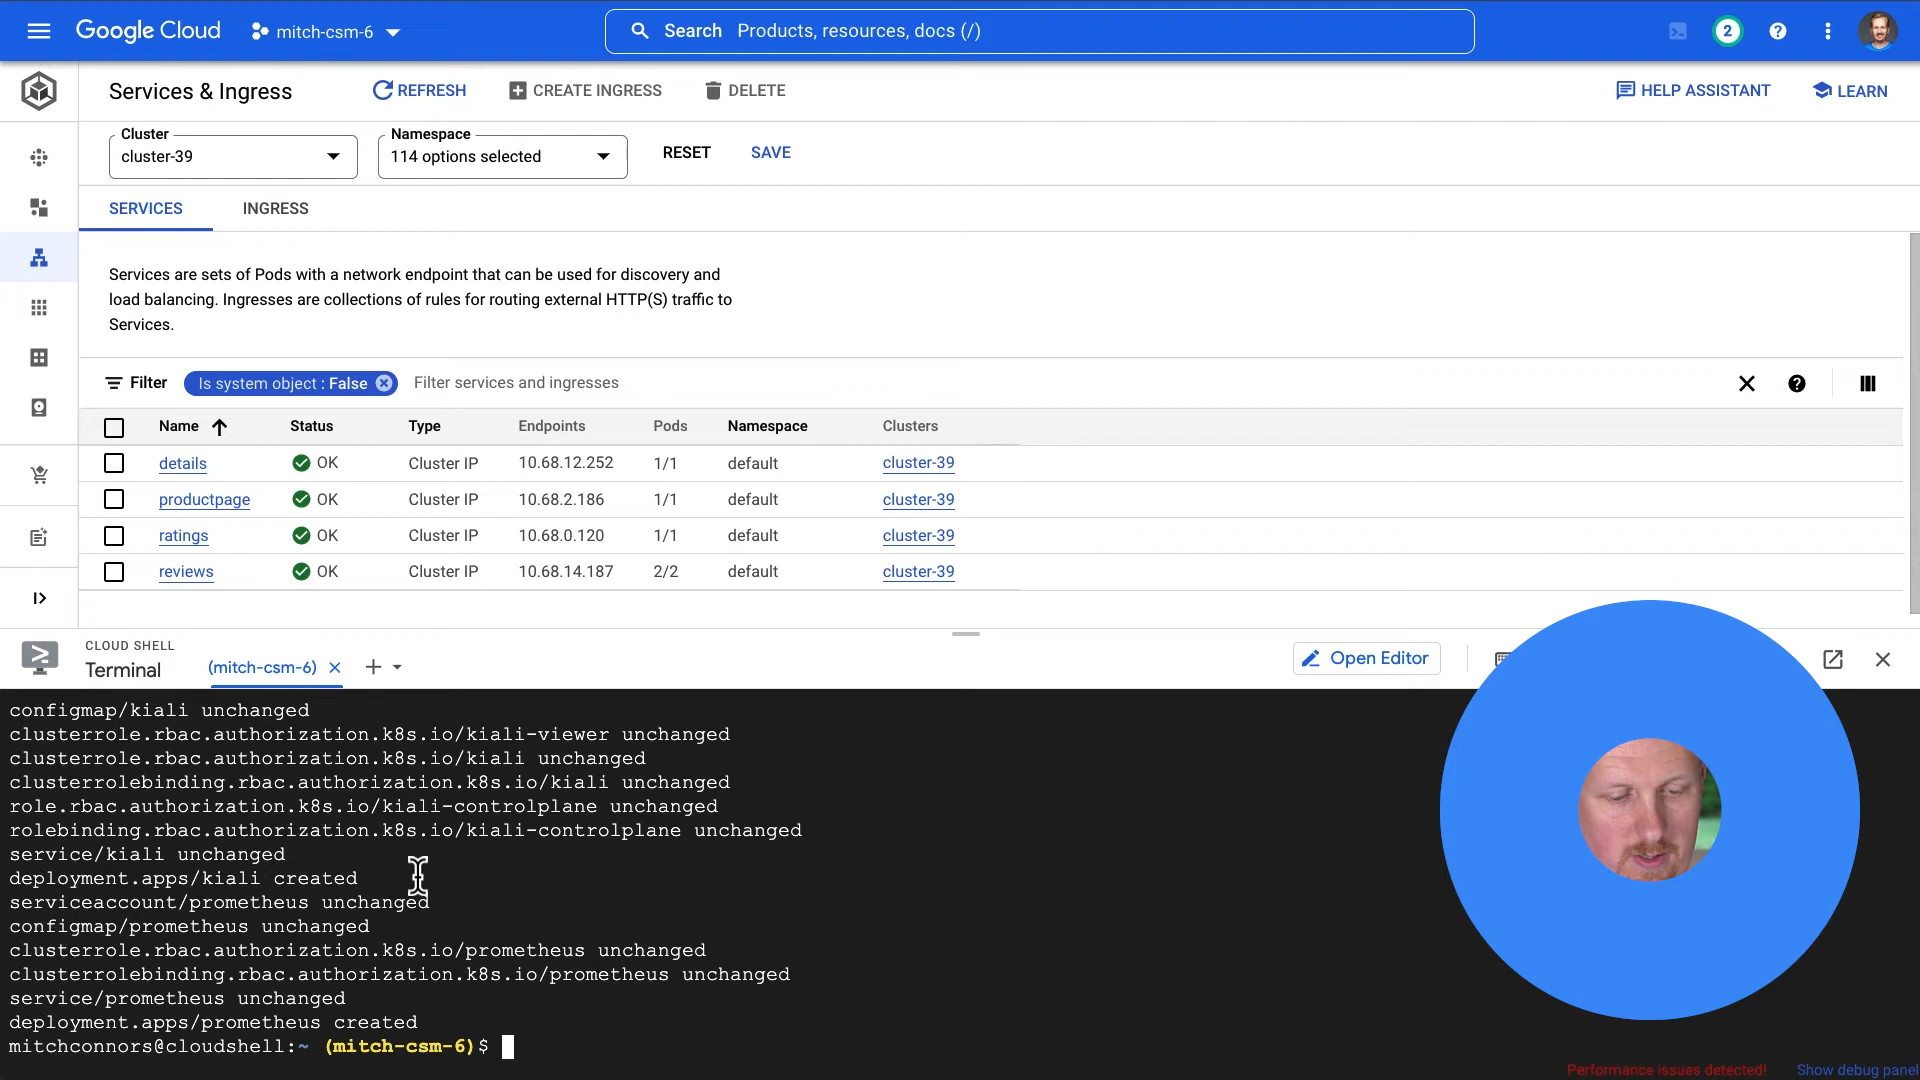 Google Cloud
mitch-csm-6
Search Products, resources, docs (/)
2
Services & Ingress
REFRESH
CREATE INGRESS
DELETE
HELP ASSISTANT
LEARN
Cluster
cluster-39
Namespace
114 options selected
RESET
SAVE
SERVICES
INGRESS
Services are sets of Pods with a network endpoint that can be used for discovery and
load balancing. Ingresses are collections of rules for routing external HTTP(S) traffic to
Services.
Filter
Is system object : False
Filter services and ingresses
Name Status Type Endpoints Pods Namespace Clusters
details OK Cluster IP 10.68.12.252 1/1 default cluster-39
productpage OK Cluster IP 10.68.2.186 1/1 default cluster-39
ratings OK Cluster IP 10.68.0.120 1/1 default cluster-39
reviews OK Cluster IP 10.68.14.187 2/2 default cluster-39
CLOUD SHELL
Terminal
(mitch-csm-6)
Open Editor
configmap/kiali unchanged
clusterrole.rbac.authorization.k8s.io/kiali-viewer unchanged
clusterrole.rbac.authorization.k8s.io/kiali unchanged
clusterrolebinding.rbac.authorization.k8s.io/kiali unchanged
role.rbac.authorization.k8s.io/kiali-controlplane unchanged
rolebinding.rbac.authorization.k8s.io/kiali-controlplane unchanged
service/kiali unchanged
deployment.apps/kiali created
serviceaccount/prometheus unchanged
configmap/prometheus unchanged
clusterrole.rbac.authorization.k8s.io/prometheus unchanged
clusterrolebinding.rbac.authorization.k8s.io/prometheus unchanged
service/prometheus unchanged
deployment.apps/prometheus created
mitchconnors@cloudshell:~ (mitch-csm-6)$
Performance issues detected!
Show debug panel